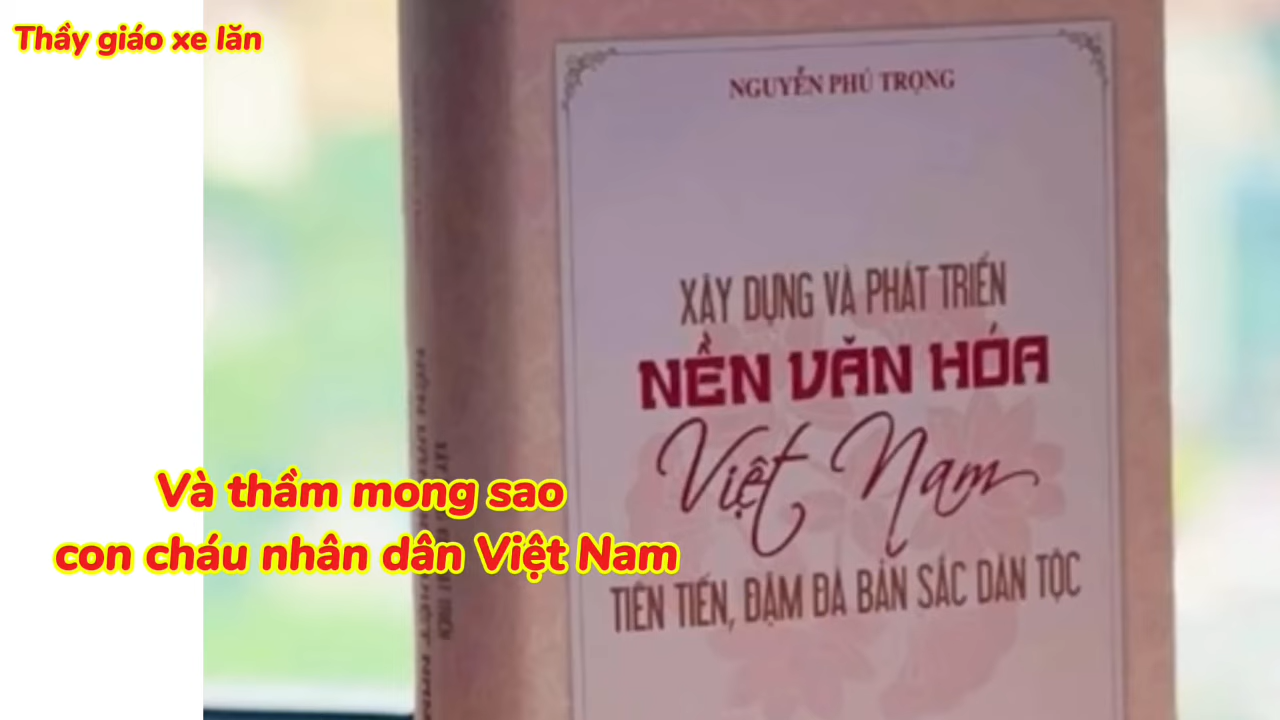 Thầy giáo xe lăn
NGUYỄN PHÚ TRỌNG
XÂY DỰNG VÀ PHÁT TRIỂN
NỀN VĂN HÓA
Việt Nam
TIÊN TIẾN, ĐẬM ĐÀ BẢN SẮC DÂN TỘC
Và thầm mong sao
con cháu nhân dân Việt Nam